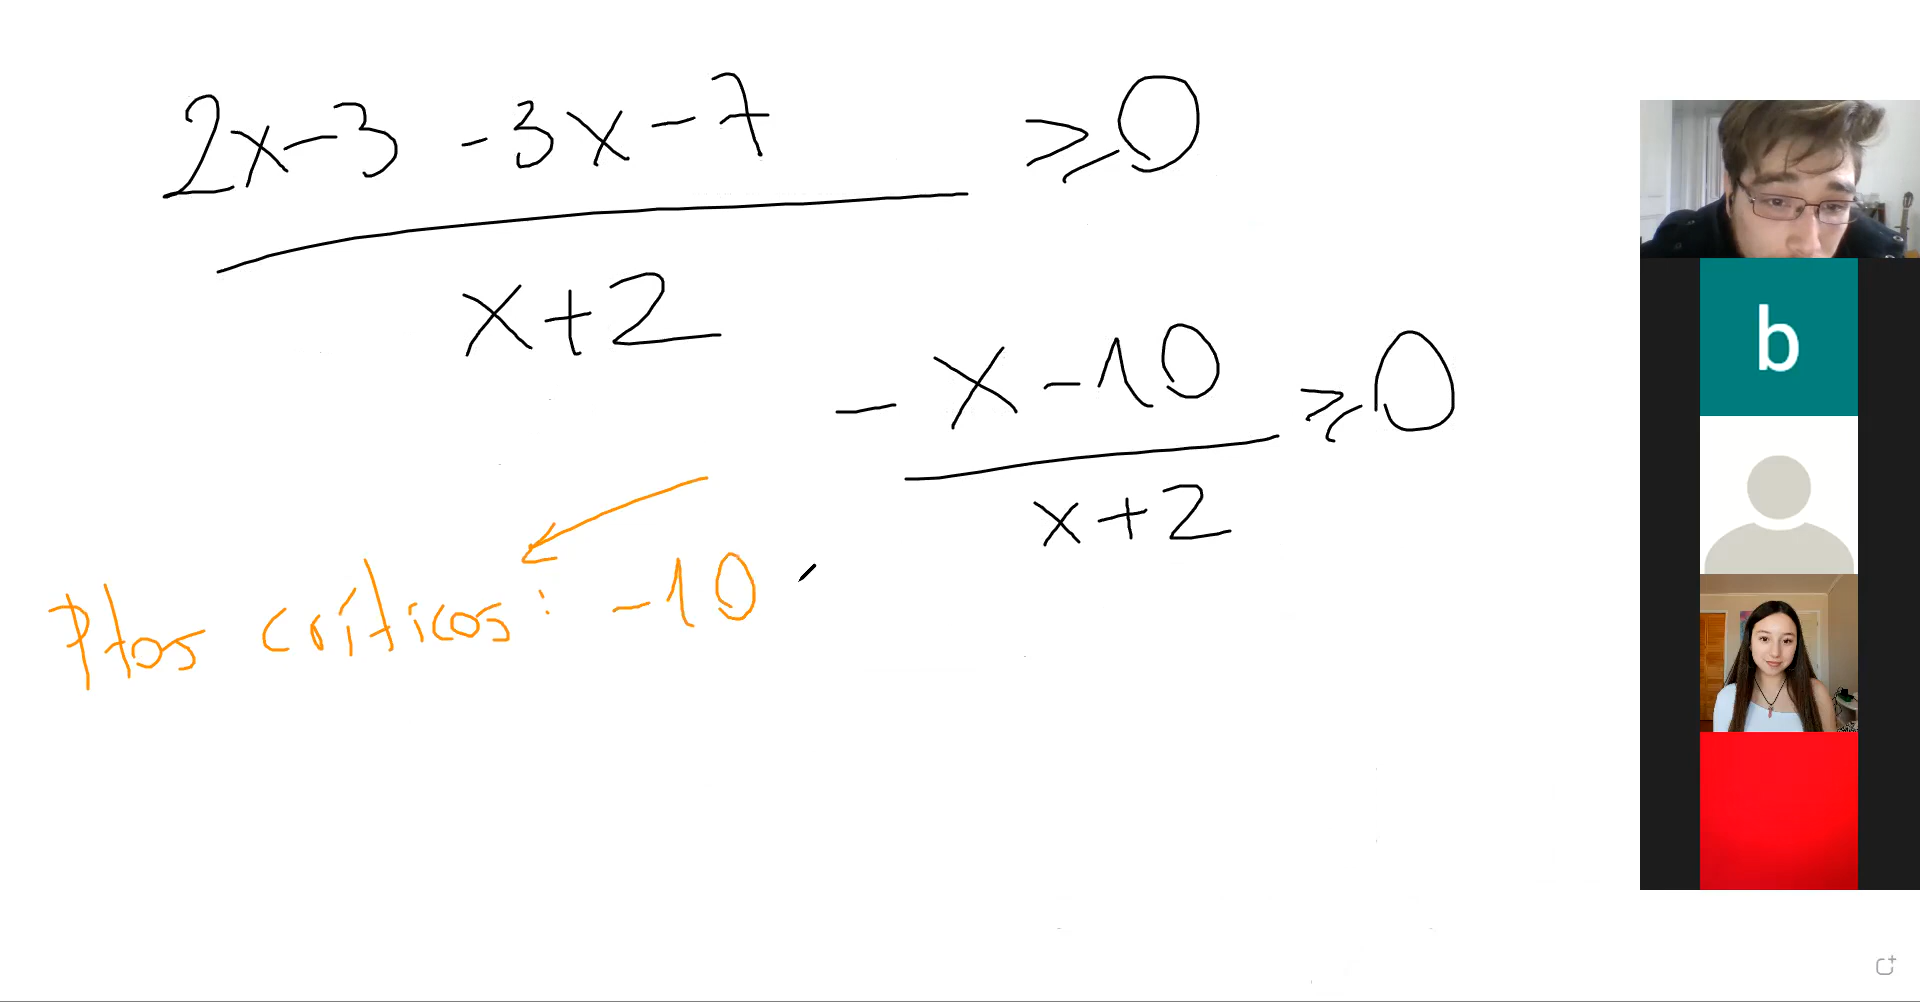 2x-3 -3x-7 ≥0
x+2
-x-10 ≥0
x+2
Ptos críticos: -10
b